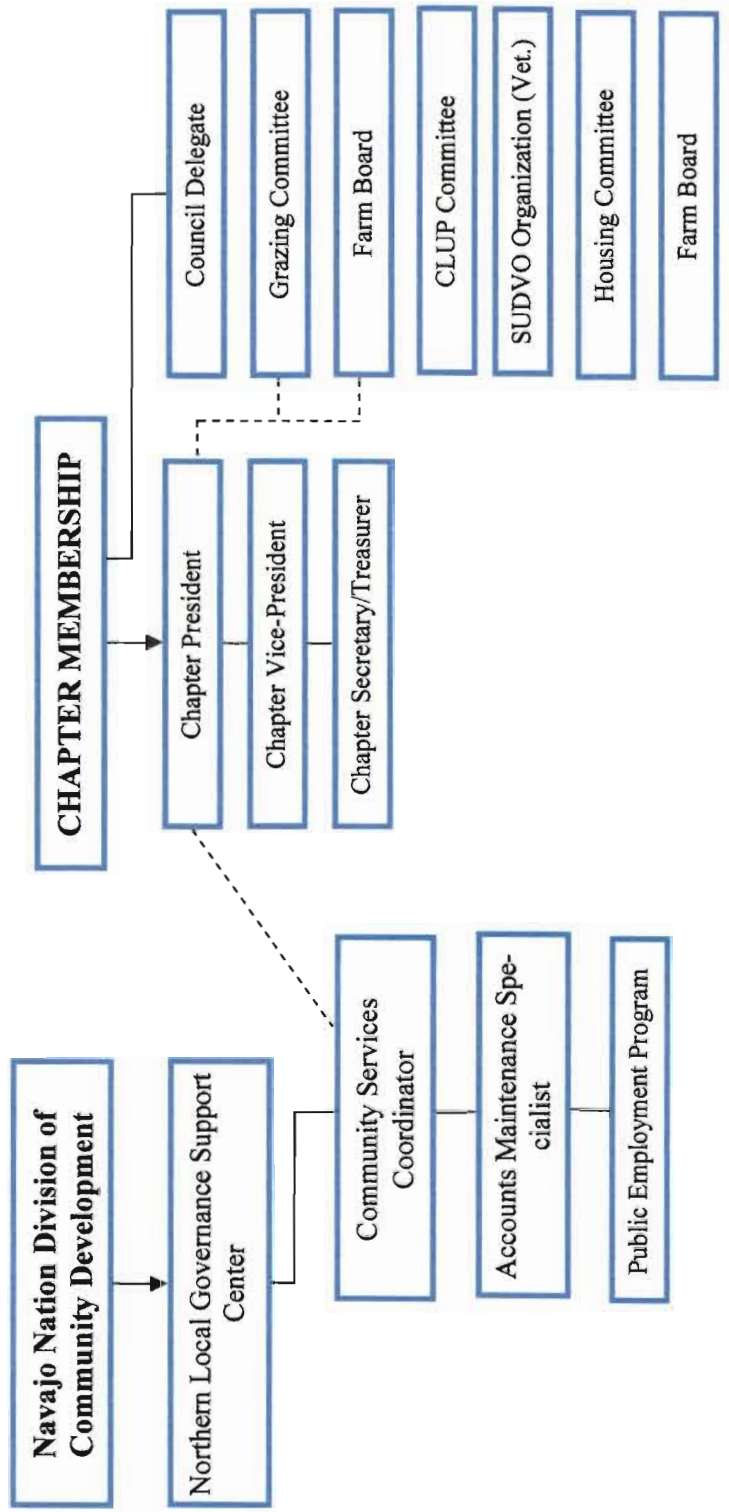 Navajo Nation Division of
Community Development
Northern Local Governance Support
Center
Community Services
Coordinator
Accounts Maintenance Spe-
cialist
Public Employment Program
CHAPTER MEMBERSHIP
Chapter President
Chapter Vice-President
Chapter Secretary/Treasurer
Council Delegate
Grazing Committee
Farm Board
CLUP Committee
SUDVO Organization (Vet.)
Housing Committee
Farm Board